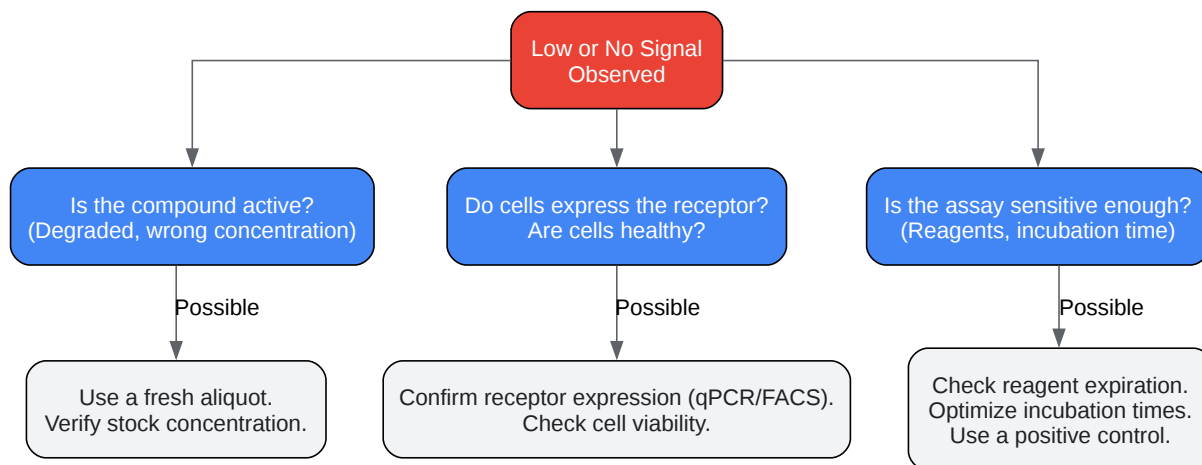 Low or No Signal
Observed
Is the compound active?
(Degraded, wrong concentration)
Do cells express the receptor?
Are cells healthy?
Is the assay sensitive enough?
(Reagents, incubation time)
Possible
Possible
Possible
Use a fresh aliquot.
Verify stock concentration.
Confirm receptor expression (qPCR/FACS).
Check cell viability.
Check reagent expiration.
Optimize incubation times.
Use a positive control.